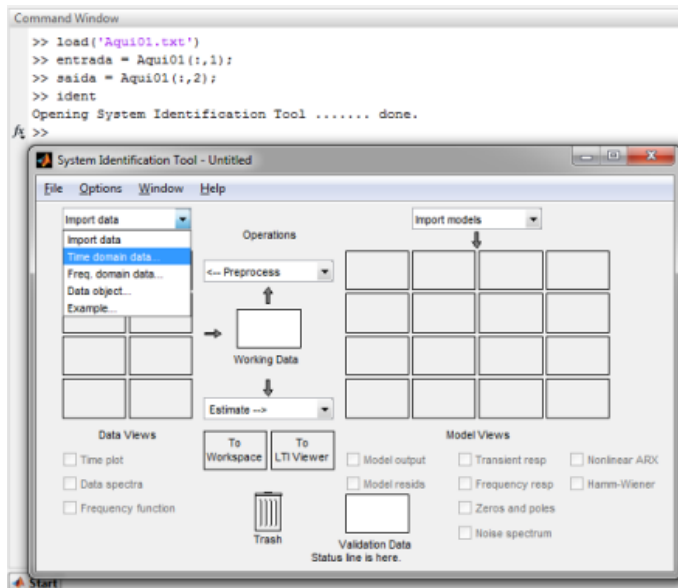 Command Window
>> load('Aqui01.txt')
>> entrada = Aqui01(:,1);
>> saida = Aqui01(:,2);
>> ident
Opening System Identification Tool ....... done.
fx >>
System Identification Tool - Untitled
File Options Window Help
Import data
Import data
Time domain data...
Freq. domain data...
Data object...
Example...
Operations
<-- Preprocess
Working Data
Estimate -->
Import models
Data Views
Time plot
Data spectra
Frequency function
To Workspace
To LTI Viewer
Trash
Model Views
Model output
Model resids
Transient resp
Frequency resp
Zeros and poles
Noise spectrum
Nonlinear ARX
Hamm-Wiener
Validation Data
Status line is here.
Start